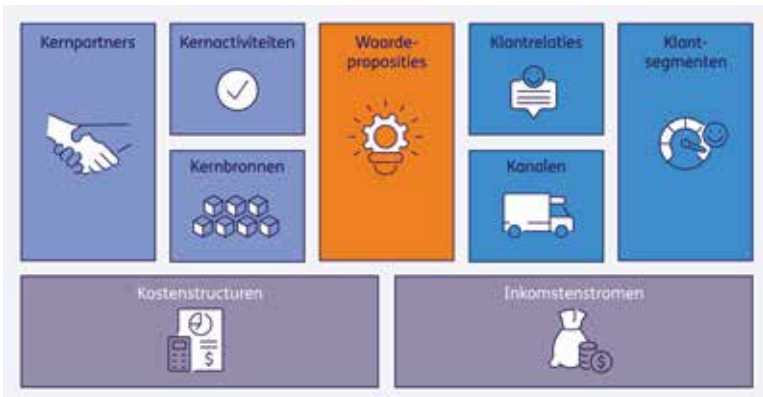 Kernpartners
Kernactiviteiten
Kernbronnen
Waarde-
proposities
Klantrelaties
Kanalen
Klant-
segmenten
Kostenstructuren
$
Inkomstenstromen
$